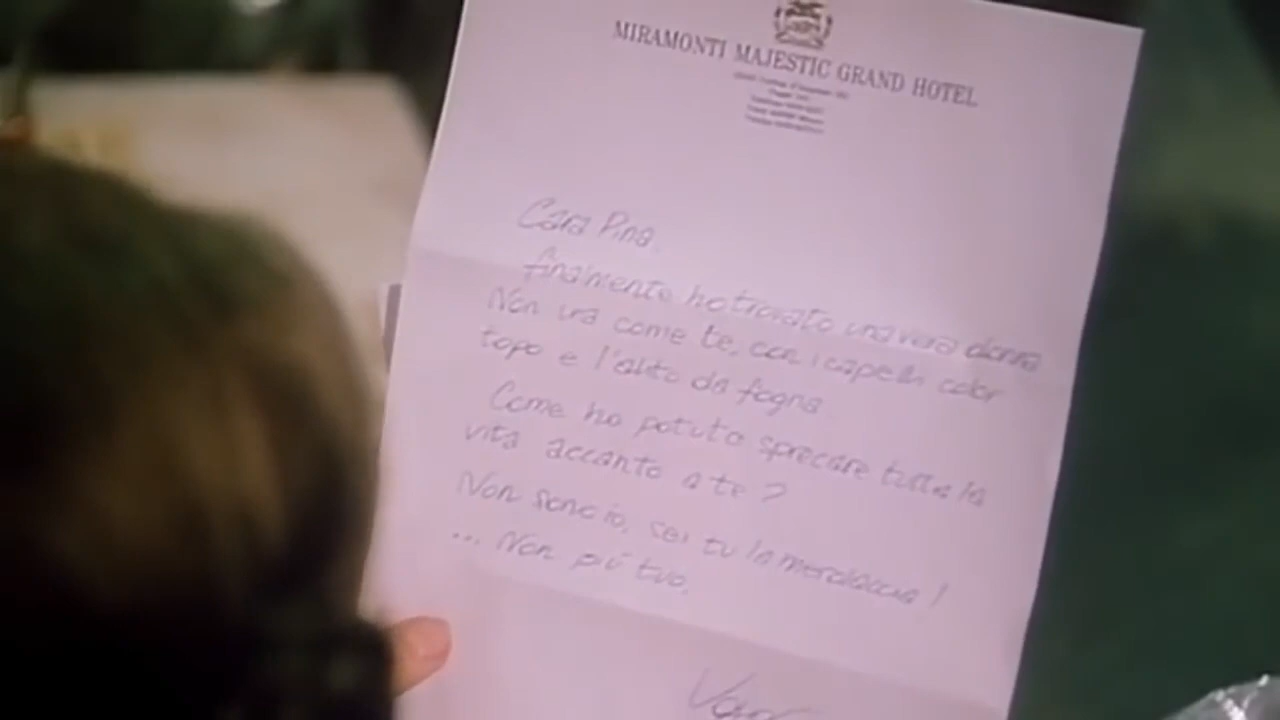 MIRAMONTI MAJESTIC GRAND HOTEL
Cara Pina.
finalmente ho trovato una vera donna
Non una come te, con i capelli color
topo e l'alito da fogna
Come ho potuto sprecare tutta la
vita accanto a te ?
Non sono io, sei tu la merdaccia !
... Non più tuo,